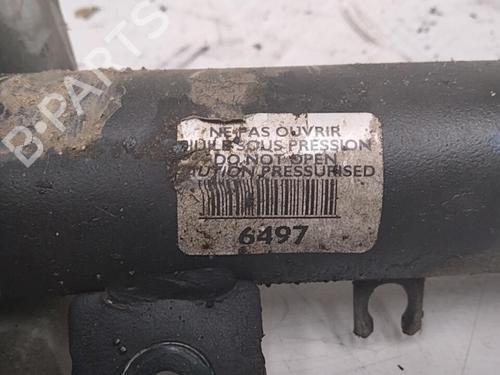 B-PARTS
NE PAS OUVRIR
HUILE SOUS PRESSION
DO NOT OPEN
CAUTION PRESSURISED
6497